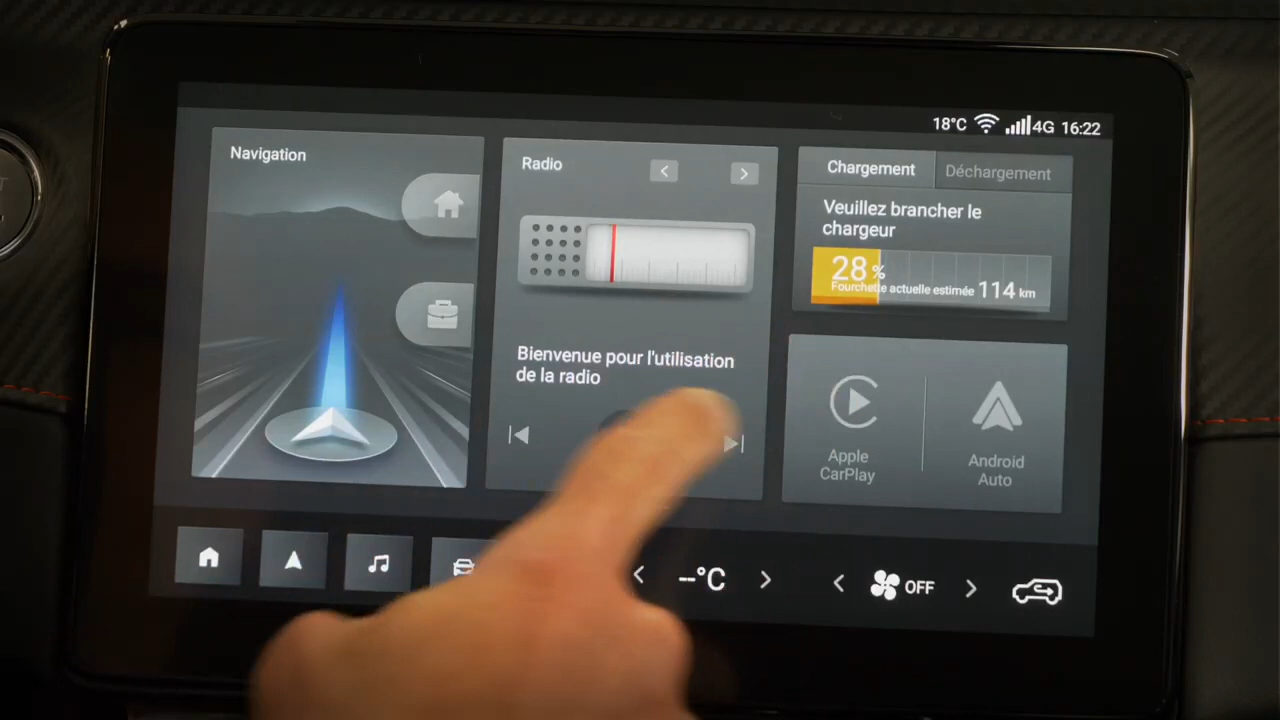 18°C 4G 16:22
Navigation
Radio
Chargement
Déchargement
Veuillez brancher le
chargeur
28 %
Fourchette actuelle estimée 114 km
Bienvenue pour l'utilisation
de la radio
Apple
CarPlay
Android
Auto
--°C
OFF